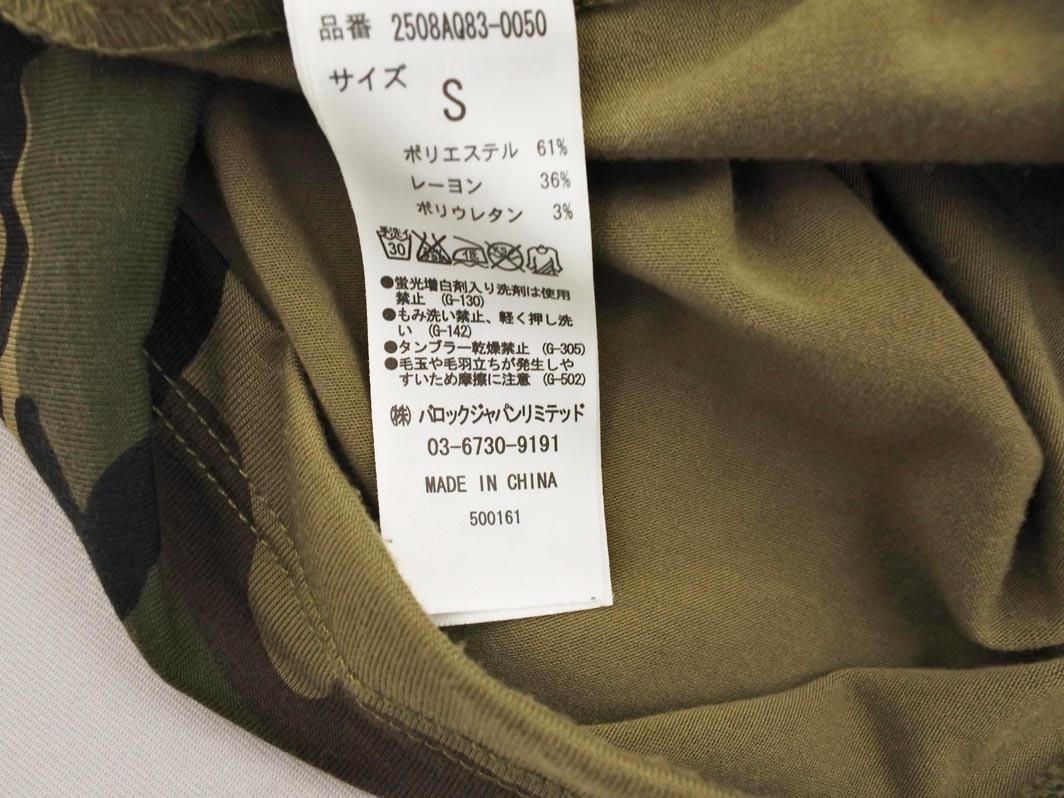 品番 2508AQ83-0050
サイズ
S
ポリエステル 61%
レーヨン 36%
ポリウレタン 3%
手洗イ
30
●蛍光増白剤入り洗剤は使用
禁止 (G-130)
●もみ洗い禁止、軽く押し洗
い (G-142)
●タンブラー乾燥禁止 (G-305)
●毛玉や毛羽立ちが発生しや
すいため摩擦に注意 (G-502)
㈱ バロックジャパンリミテッド
03-6730-9191
MADE IN CHINA
500161